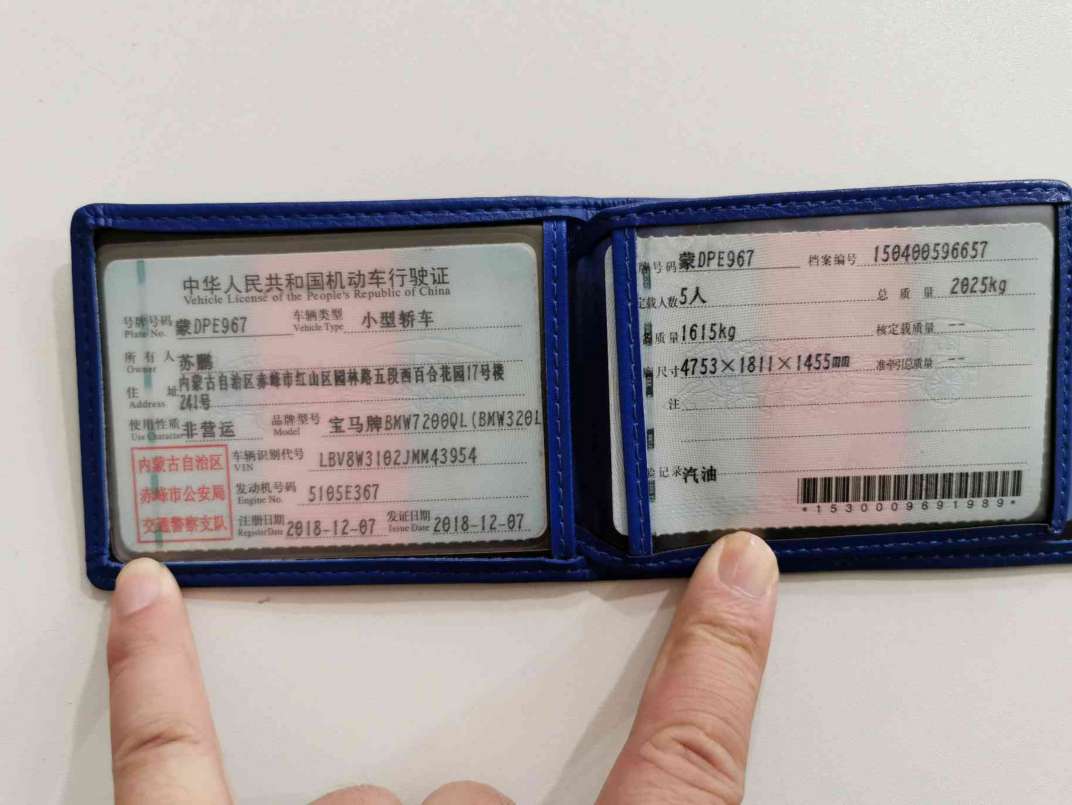 中华人民共和国机动车行驶证
Vehicle License of the People's Republic of China
号牌号码 蒙DPE967 车辆类型 小型轿车
Plate No. Vehicle Type
所有人 苏鹏
Owner
内蒙古自治区赤峰市红山区园林路五段西百合花园17号楼
住址 241号
Address
使用性质 非营运 品牌型号 宝马牌BMW7200QL(BMW320l
Use Character Model
内蒙古自治区
赤峰市公安局
交通警察支队
车辆识别代号 LBV8W3102JMM43954
VIN
发动机号码 5105E367
Engine No.
注册日期 2018-12-07 发证日期 2018-12-07
Register Date Issue Date
牌号码 蒙DPE967 档案编号 150400596657
定载人数 5人 总质量 2025kg
质量 1615kg 核定载质量 --
尺寸 4753×1811×1455mm 准牵引总质量 --
注
记录 汽油
*1530009691989*